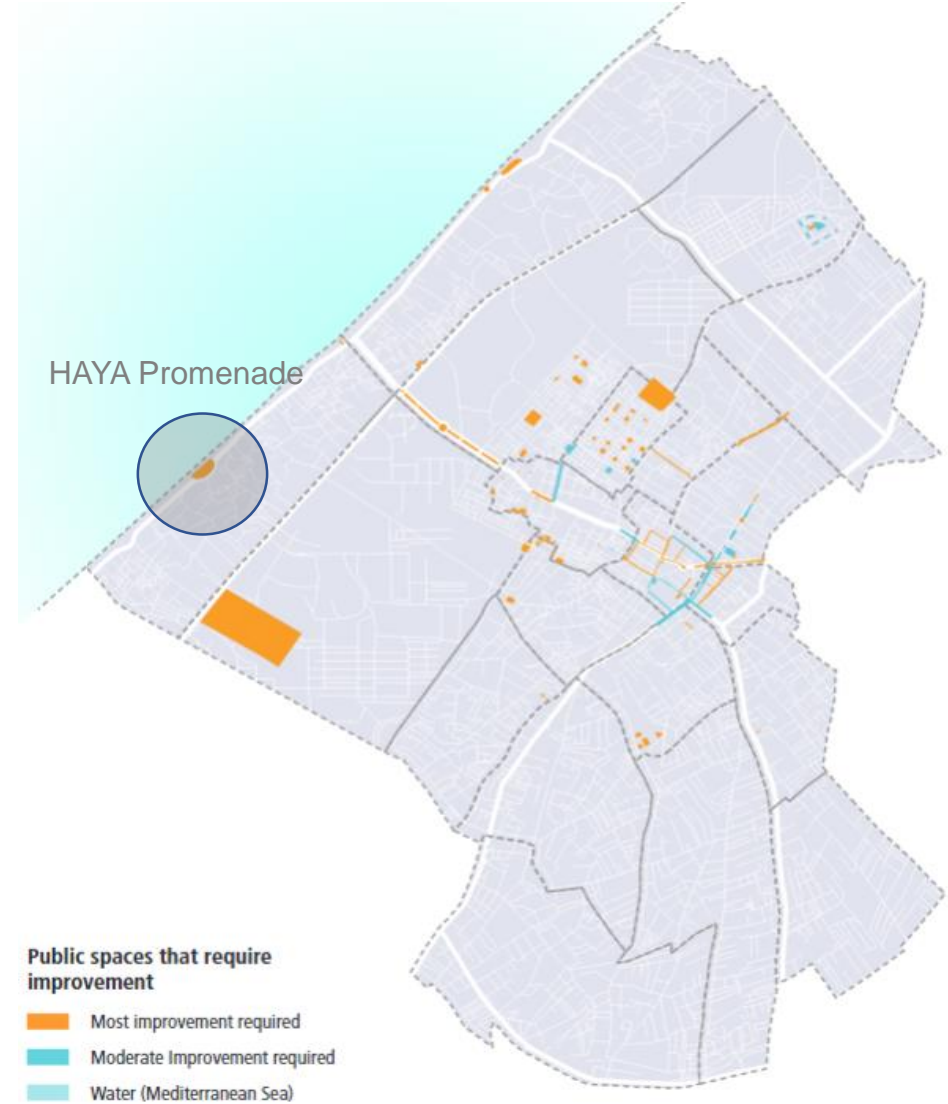 HAYA Promenade
Public spaces that require
improvement
Most improvement required
Moderate Improvement required
Water (Mediterranean Sea)